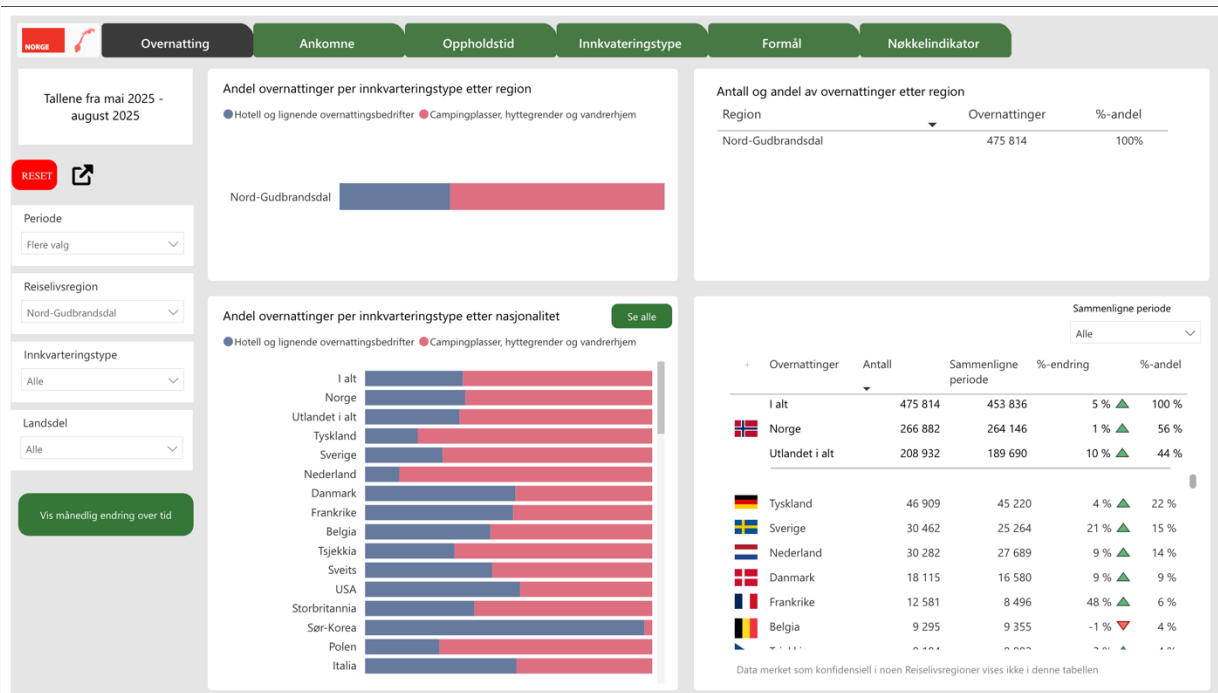 NORGE
Overnatting
Ankomne
Oppholdstid
Innkvateringstype
Formål
Nøkkelindikator
Tallene fra mai 2025 -
august 2025
RESET
Periode
Flere valg
Reiselivsregion
Nord-Gudbrandsdal
Innkvarteringstype
Alle
Landsdel
Alle
Vis månedlig endring over tid
Andel overnattinger per innkvarteringstype etter region
Hotell og lignende overnattingsbedrifter Campingplasser, hyttegrender og vandrerhjem
Nord-Gudbrandsdal
Antall og andel av overnattinger etter region
Region Overnattinger %-andel
Nord-Gudbrandsdal 475 814 100%
Andel overnattinger per innkvarteringstype etter nasjonalitet
Se alle
Hotell og lignende overnattingsbedrifter Campingplasser, hyttegrender og vandrerhjem
I alt
Norge
Utlandet i alt
Tyskland
Sverige
Nederland
Danmark
Frankrike
Belgia
Tsjekkia
Sveits
USA
Storbritannia
Sør-Korea
Polen
Italia
Sammenligne periode
Alle
+ Overnattinger Antall Sammenligne %-endring %-andel
periode
I alt 475 814 453 836 5 % 100 %
Norge 266 882 264 146 1 % 56 %
Utlandet i alt 208 932 189 690 10 % 44 %
Tyskland 46 909 45 220 4 % 22 %
Sverige 30 462 25 264 21 % 15 %
Nederland 30 282 27 689 9 % 14 %
Danmark 18 115 16 580 9 % 9 %
Frankrike 12 581 8 496 48 % 6 %
Belgia 9 295 9 355 -1 % 4 %
Data merket som konfidensiell i noen Reiselivsregioner vises ikke i denne tabellen